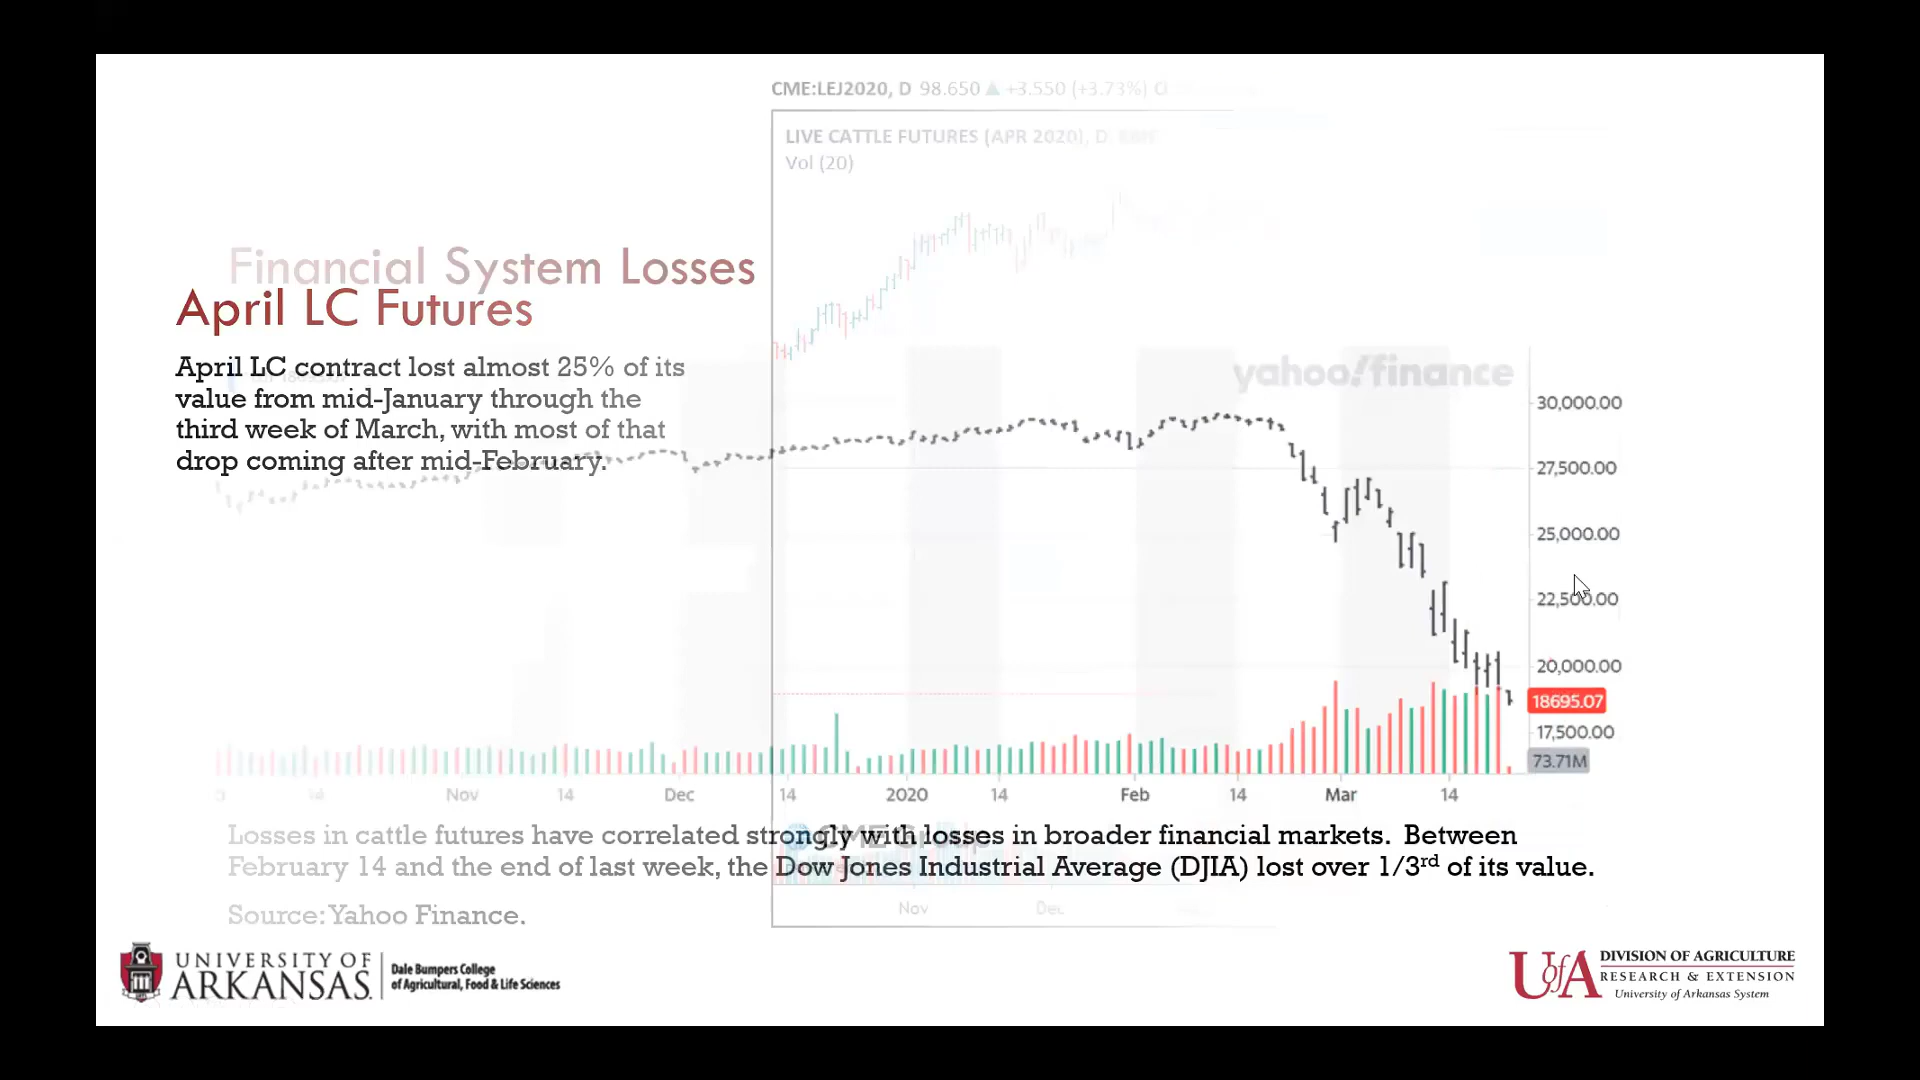 CME:LEJ2020, D 98.650 ▲ +3.550 (+3.73%) O
LIVE CATTLE FUTURES (APR 2020), D
Vol (20)
Financial System Losses
April LC Futures
April LC contract lost almost 25% of its
value from mid-January through the
third week of March, with most of that
drop coming after mid-February.
yahoo!finance
30,000.00
27,500.00
25,000.00
22,500.00
20,000.00
18695.07
17,500.00
73.71M
14 Nov 14 Dec 14 2020 14 Feb 14 Mar 14
Losses in cattle futures have correlated strongly with losses in broader financial markets. Between
February 14 and the end of last week, the Dow Jones Industrial Average (DJIA) lost over 1/3rd of its value.
CME Group
Nov Dec
Source: Yahoo Finance.
UNIVERSITY OF
ARKANSAS
Dale Bumpers College
of Agricultural, Food & Life Sciences
UofA
DIVISION OF AGRICULTURE
RESEARCH & EXTENSION
University of Arkansas System